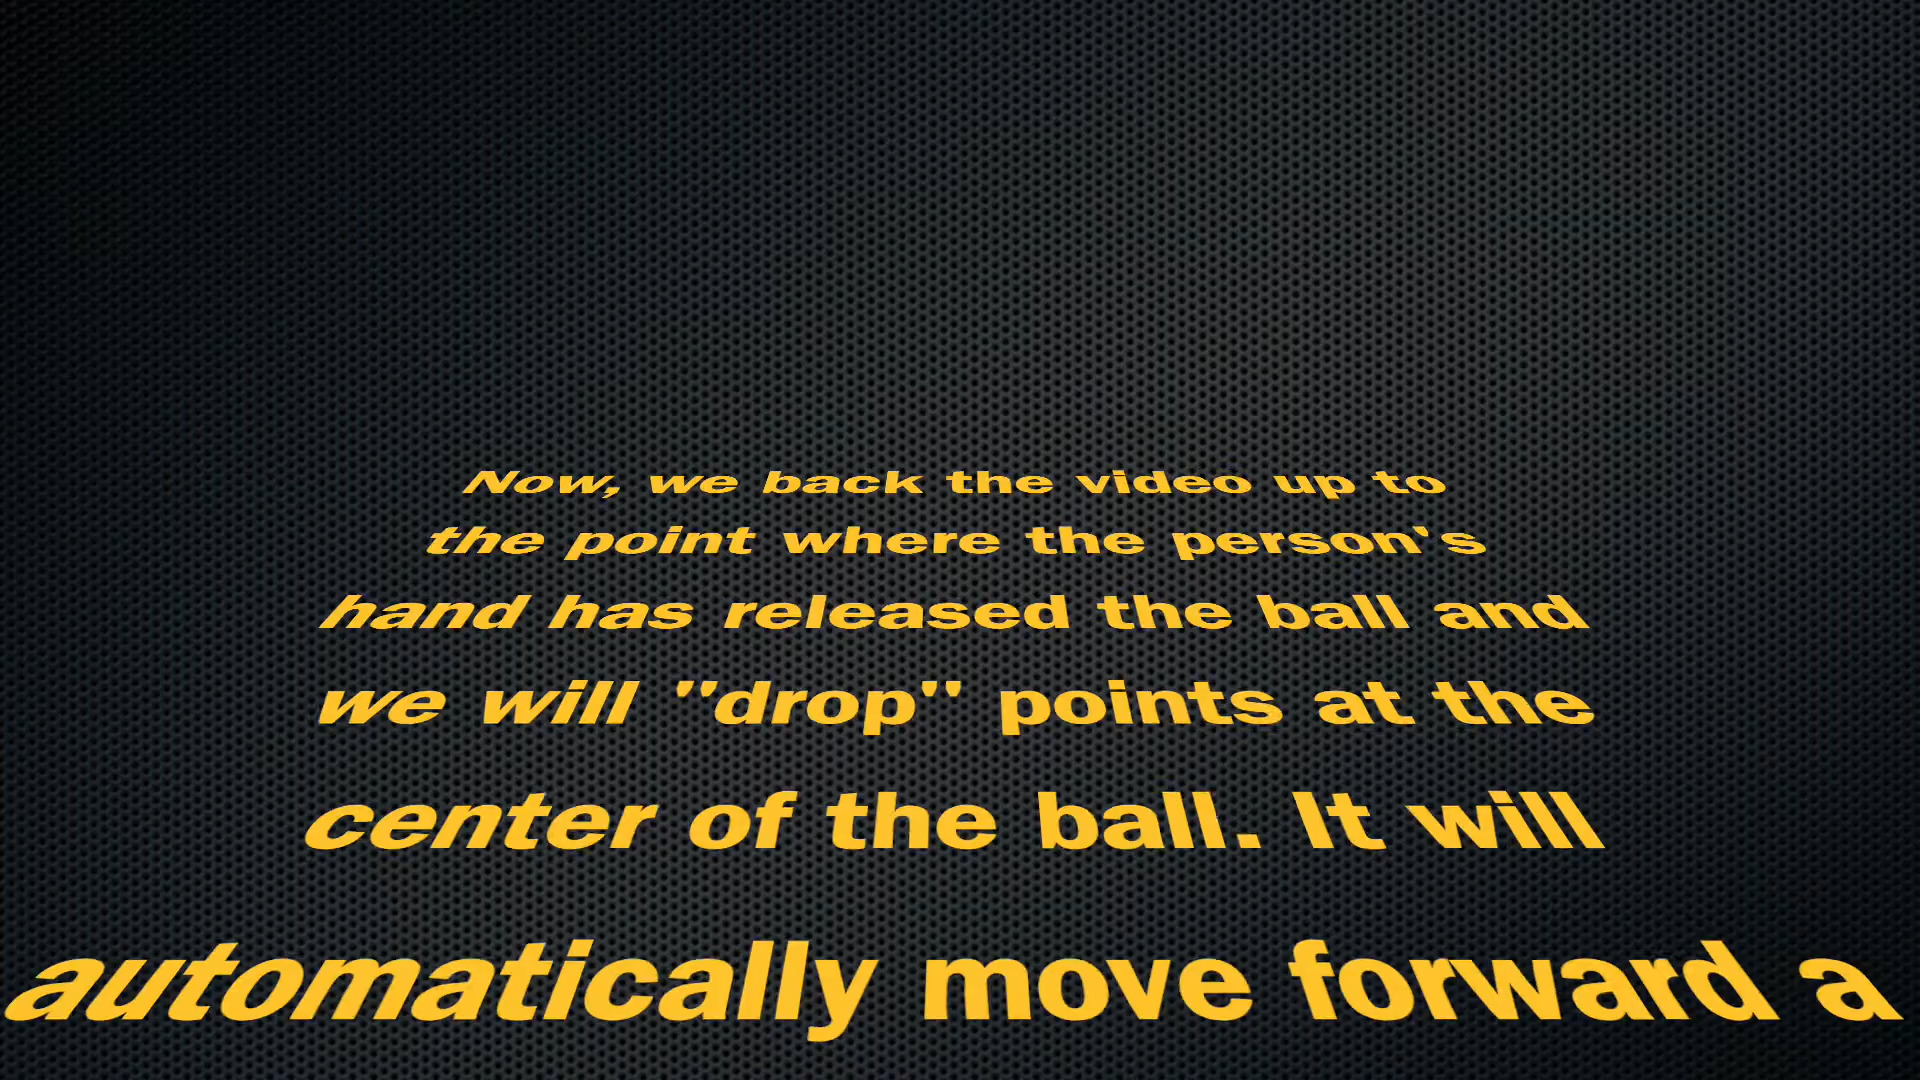 Now, we back the video up to
the point where the person's
hand has released the ball and
we will "drop" points at the
center of the ball. It will
automatically move forward a